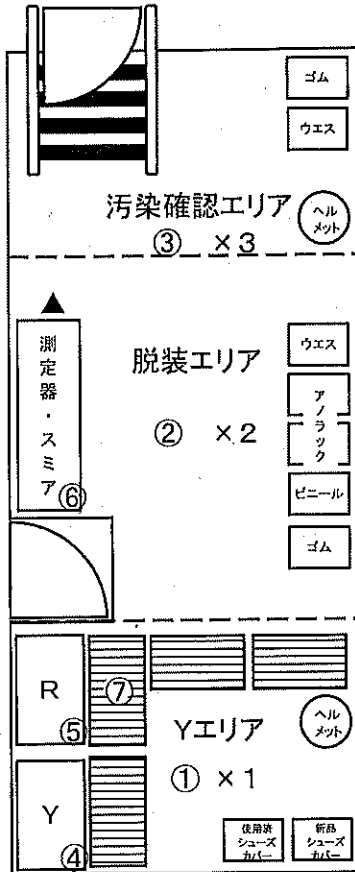 ゴム
ウエス
汚染確認エリア
ヘル
メット
③ ×3
▲
測定器・スミア
⑥
脱装エリア
② ×2
ウエス
アノラック
ビニール
ゴム
R
⑤
⑦
Yエリア
① ×1
ヘル
メット
Y
④
使用済
シューズ
カバー
新品
シューズ
カバー